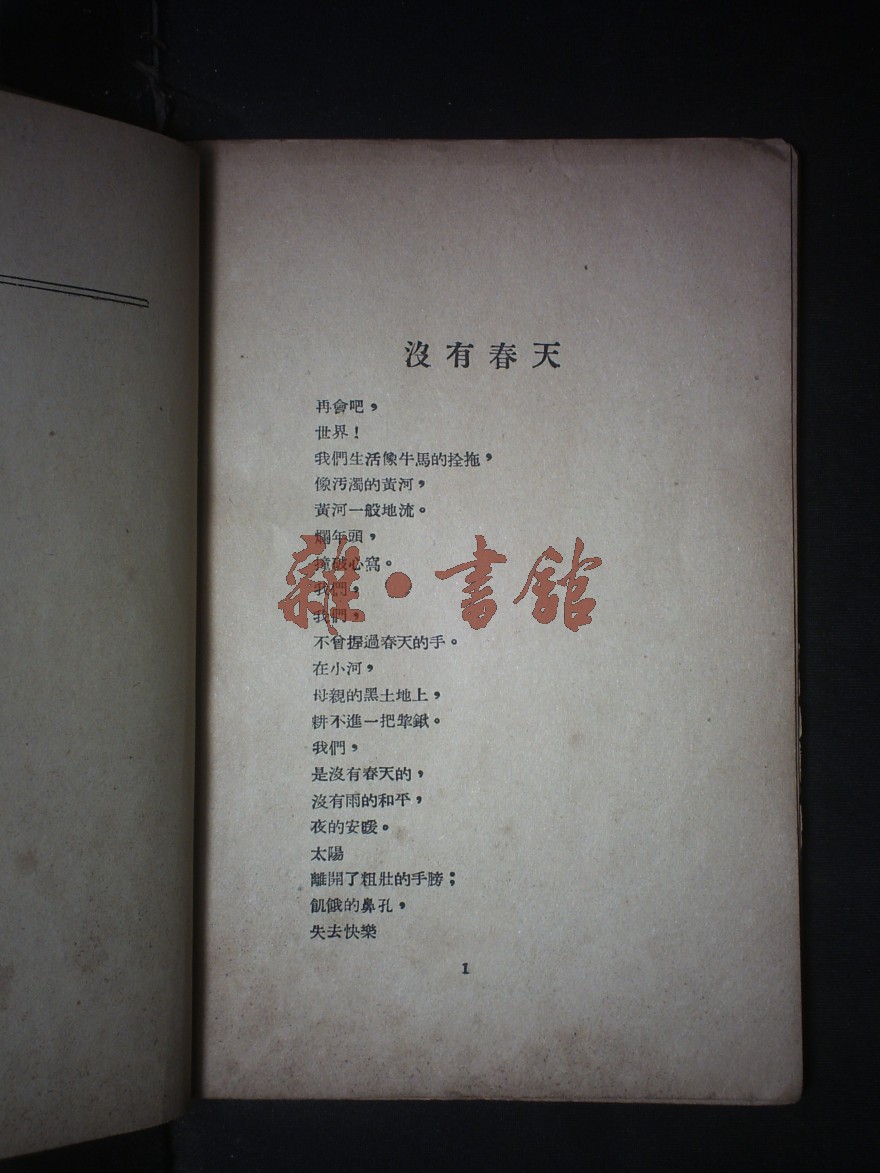 沒有春天
再會吧，
世界！
我們生活像牛馬的拴拖，
像汚濁的黃河，
黃河一般地流。
爛年頭，
撞破心窩。
我們，
我們，
不曾握過春天的手。
在小河，
母親的黑土地上，
耕不進一把犂鍬。
我們，
是沒有春天的，
沒有雨的和平，
夜的安暖。
太陽
離開了粗壯的手膀；
飢餓的鼻孔，
失去快樂
1
雜·書館